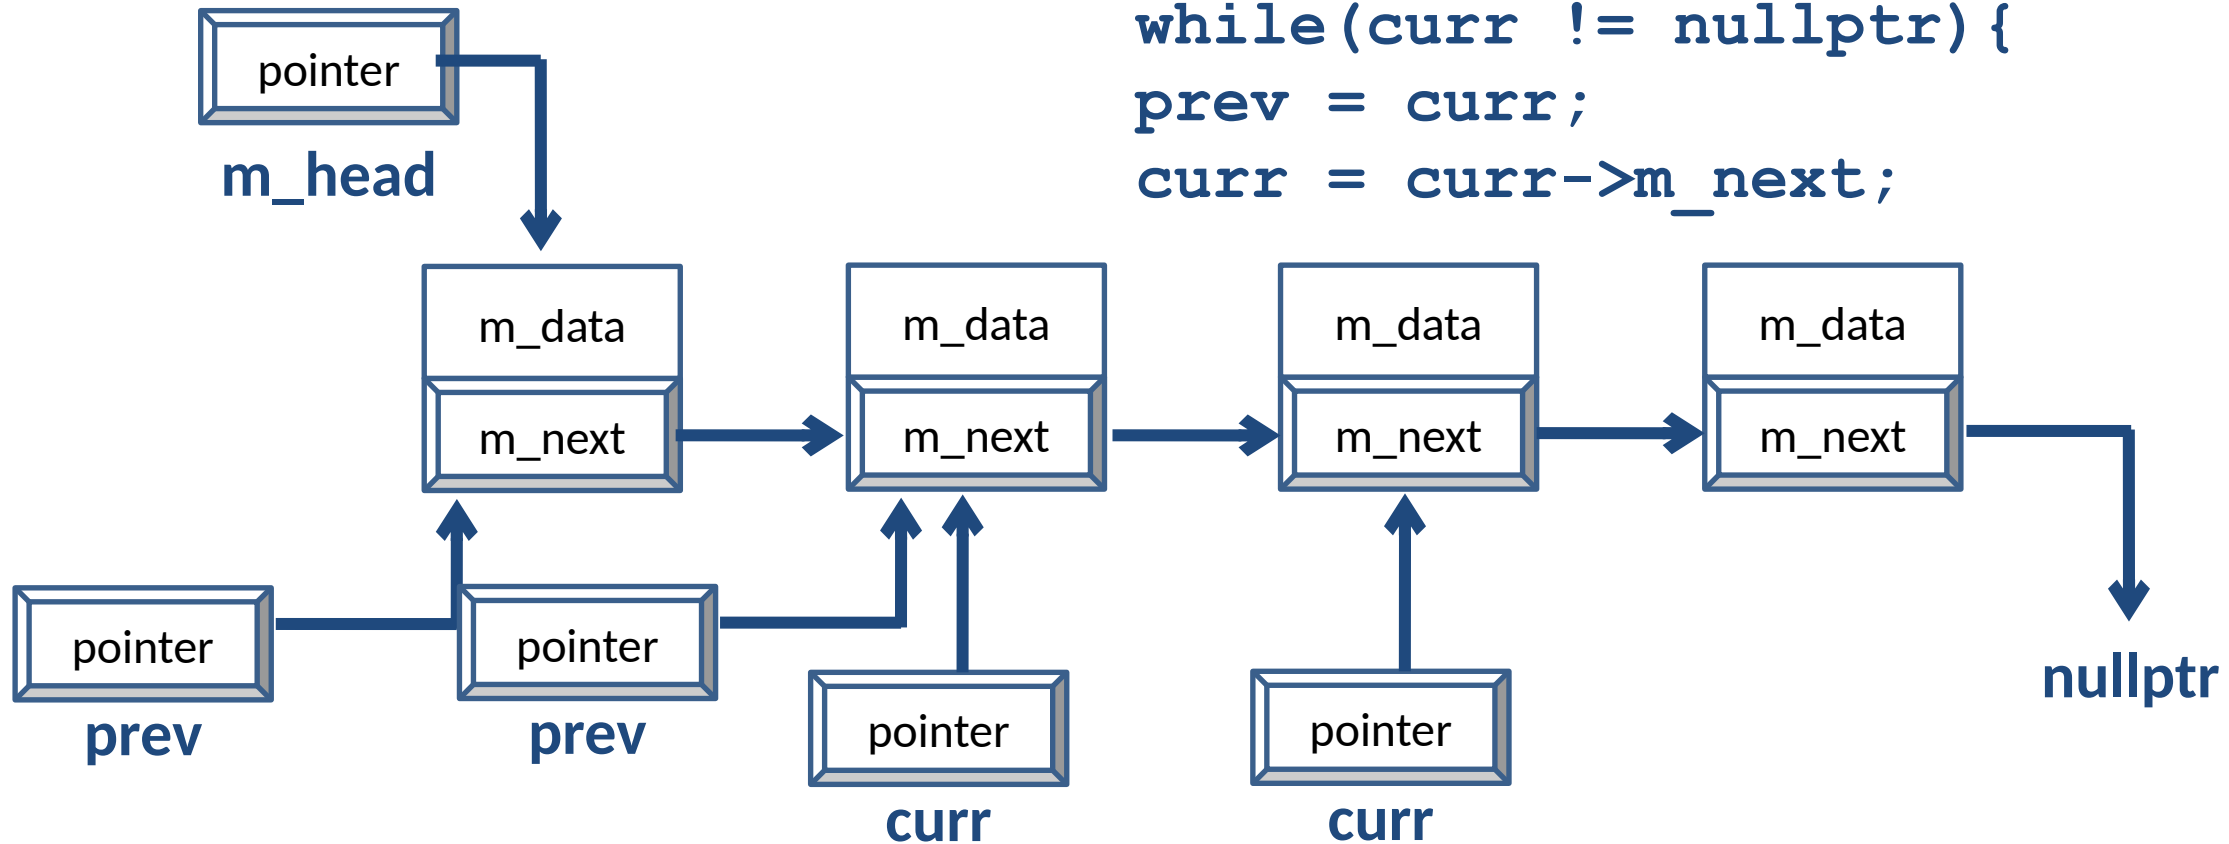 while(curr != nullptr){
prev = curr;
curr = curr->m_next;
pointer
m_head
m_data
m_next
m_data
m_next
m_data
m_next
m_data
m_next
pointer
prev
pointer
prev
pointer
curr
pointer
curr
nullptr